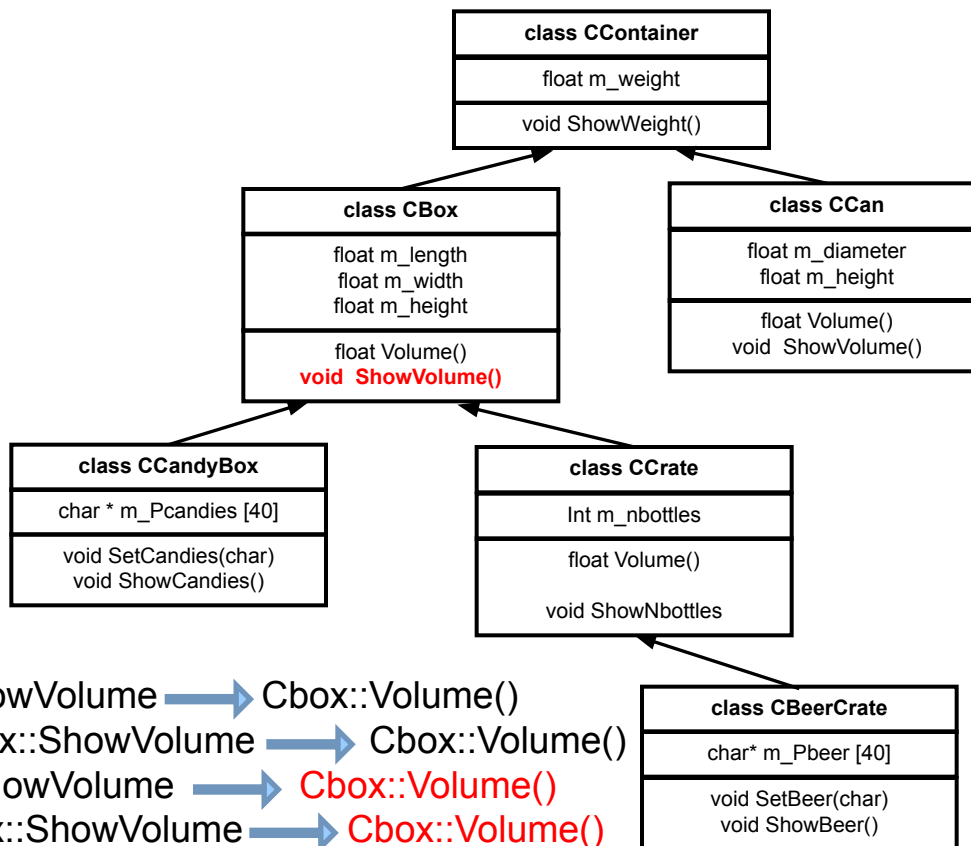 class CContainer
float m_weight
void ShowWeight()
class CBox
float m_length
float m_width
float m_height
float Volume()
void ShowVolume()
class CCan
float m_diameter
float m_height
float Volume()
void ShowVolume()
class CCandyBox
char * m_Pcandies [40]
void SetCandies(char)
void ShowCandies()
class CCrate
Int m_nbottles
float Volume()
void ShowNbottles
class CBeerCrate
char* m_Pbeer [40]
void SetBeer(char)
void ShowBeer()
owVolume Cbox::Volume()
x::ShowVolume Cbox::Volume()
owVolume Cbox::Volume()
x::ShowVolume Cbox::Volume()